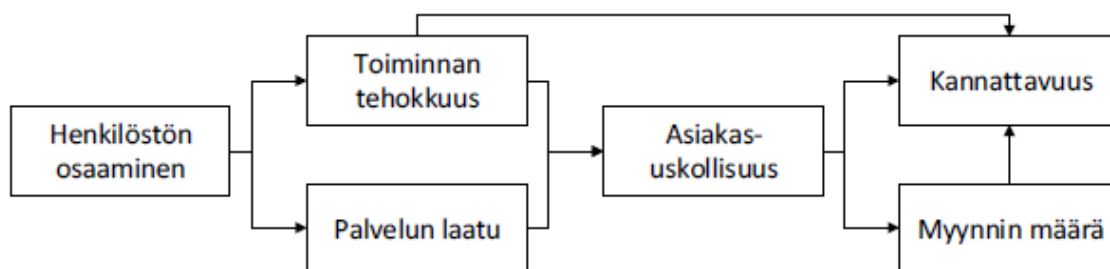 Henkilöstön
osaaminen
Toiminnan
tehokkuus
Palvelun laatu
Asiakas-
uskollisuus
Kannattavuus
Myynnin määrä